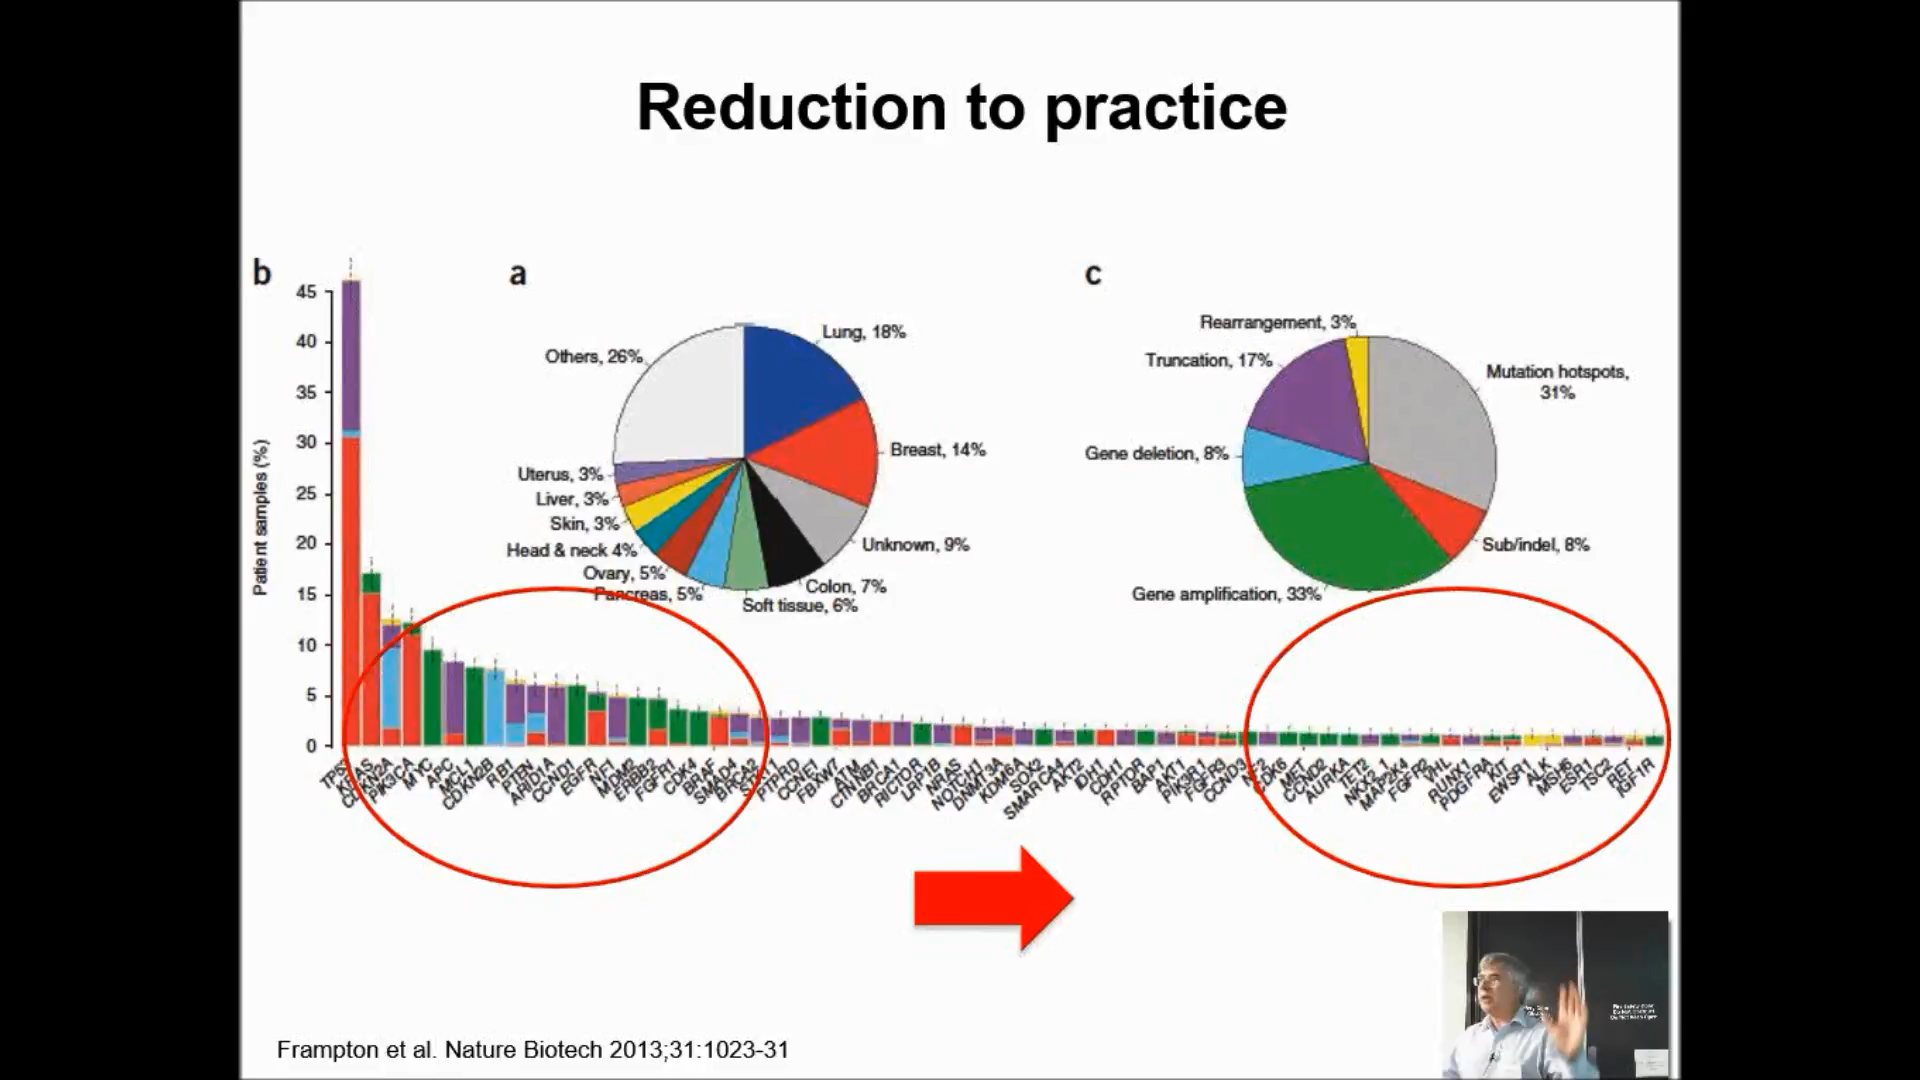 Reduction to practice
b
a
c
45
40
35
30
25
20
15
10
5
0
Patient samples (%)
Lung, 18%
Breast, 14%
Unknown, 9%
Colon, 7%
Soft tissue, 6%
Pancreas, 5%
Ovary, 5%
Head & neck 4%
Skin, 3%
Liver, 3%
Uterus, 3%
Others, 26%
Rearrangement, 3%
Truncation, 17%
Mutation hotspots,
31%
Gene deletion, 8%
Sub/indel, 8%
Gene amplification, 33%
TP53
KRAS
CDKN2A
PIK3CA
MYC
APC
MCL1
CDKN2B
RB1
PTEN
ARID1A
CCND1
EGFR
NF1
MDM2
ERBB2
FGFR1
CDK4
BRAF
SMAD4
BRCA2
STK11
PTPRD
CCNE1
FBXW7
ATM
CTNNB1
BRCA1
RICTOR
LRP1B
NRAS
NOTCH1
DNMT3A
KDM6A
SOX2
SMARCA4
AKT2
IDH1
CDH1
RPTOR
BAP1
AKT1
PIK3R1
FGFR3
CCND3
NF2
CDK6
MET
CCND2
AURKA
TET2
NKX2_1
MAP2K4
FGFR2
VHL
RUNX1
PDGFRA
KIT
EWSR1
ALK
MSH6
ESR1
TSC2
RET
IGF1R
Frampton et al. Nature Biotech 2013;31:1023-31